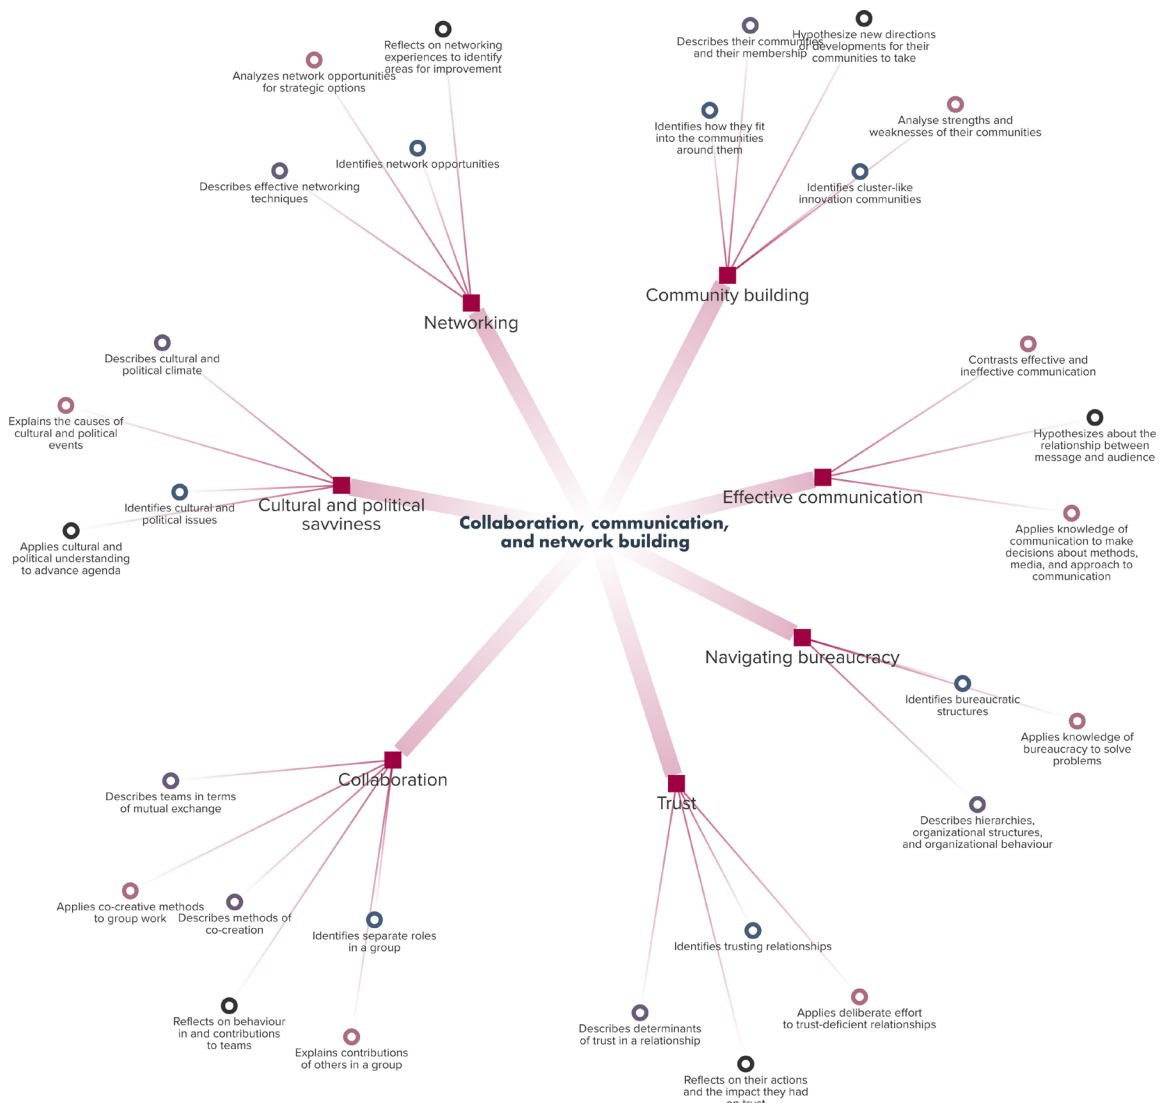 Reflects on networking
experiences to identify
areas for improvement
Analyzes network opportunities
for strategic options
Identifies network opportunities
Describes effective networking
techniques
Networking
Describes their communities
and their membership
Hypothesize new directions
or developments for their
communities to take
Identifies how they fit
into the communities
around them
Analyse strengths and
weaknesses of their communities
Identifies cluster-like
innovation communities
Community building
Describes cultural and
political climate
Explains the causes of
cultural and political
events
Identifies cultural and
political issues
Applies cultural and
political understanding
to advance agenda
Cultural and political
savviness
Collaboration, communication,
and network building
Contrasts effective and
ineffective communication
Hypothesizes about the
relationship between
message and audience
Effective communication
Applies knowledge of
communication to make
decisions about methods,
media, and approach to
communication
Navigating bureaucracy
Identifies bureaucratic
structures
Applies knowledge of
bureaucracy to solve
problems
Describes hierarchies,
organizational structures,
and organizational behaviour
Collaboration
Describes teams in terms
of mutual exchange
Applies co-creative methods
to group work
Describes methods of
co-creation
Identifies separate roles
in a group
Reflects on behaviour
in and contributions
to teams
Explains contributions
of others in a group
Trust
Identifies trusting relationships
Describes determinants
of trust in a relationship
Applies deliberate effort
to trust-deficient relationships
Reflects on their actions
and the impact they had
on trust